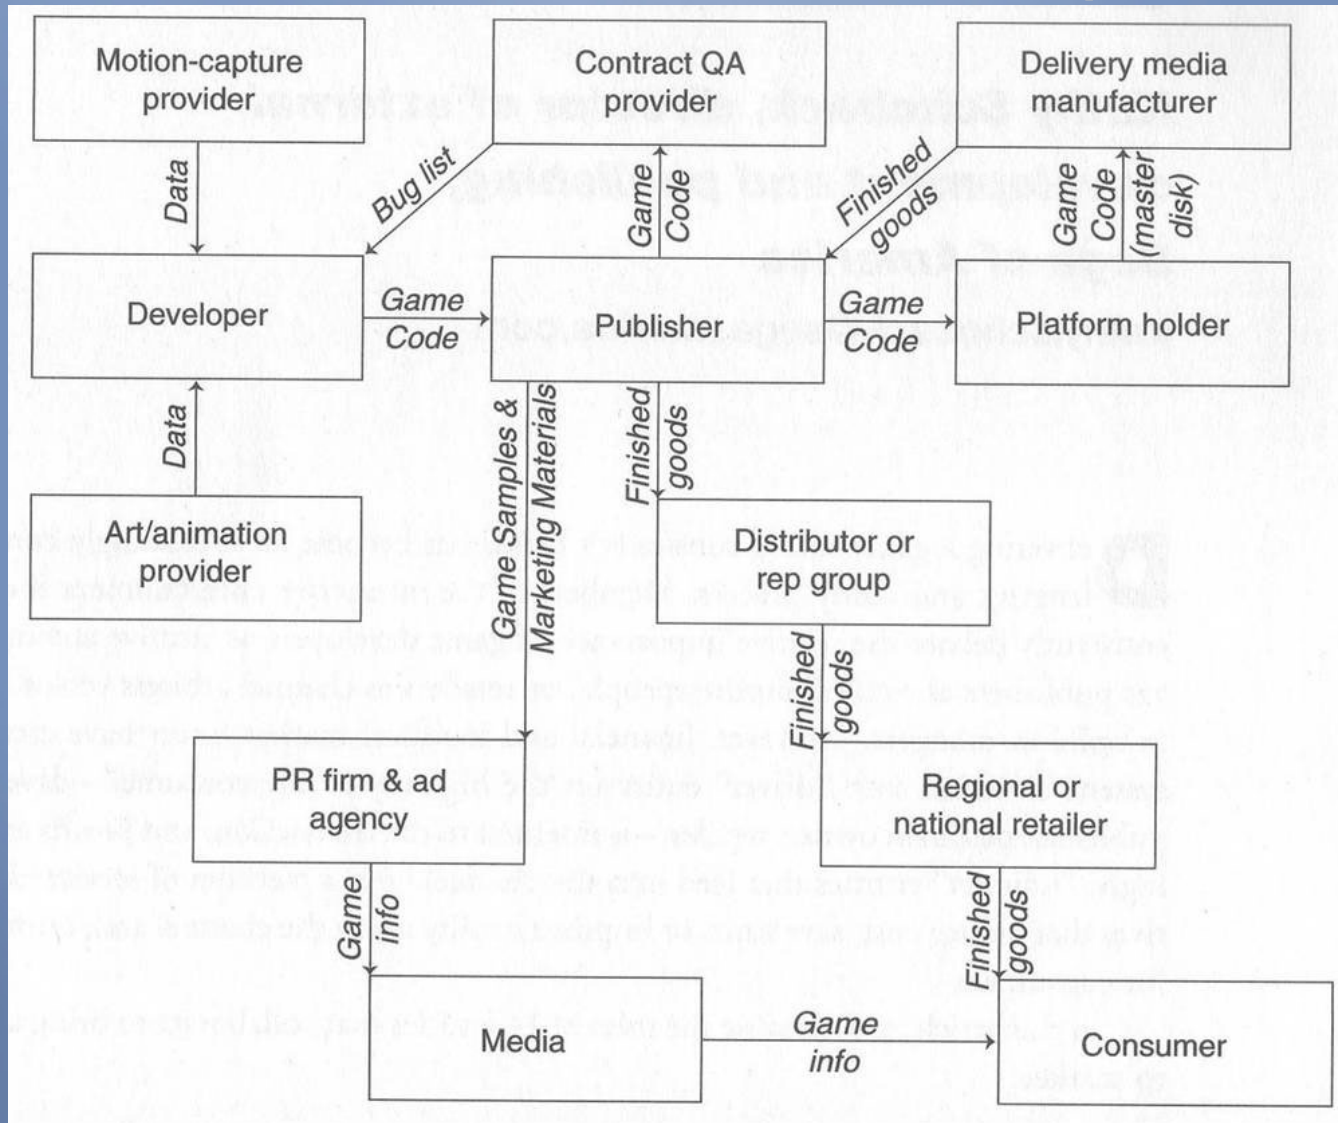 Motion-capture
provider
Contract QA
provider
Delivery media
manufacturer
Data
Bug list
Game
Code
Finished
goods
Game
Code
(master
disk)
Developer
Game
Code
Publisher
Game
Code
Platform holder
Data
Game Samples &
Marketing Materials
Finished
goods
Art/animation
provider
Distributor or
rep group
Finished
goods
PR firm & ad
agency
Regional or
national retailer
Game
info
Finished
goods
Media
Game
info
Consumer